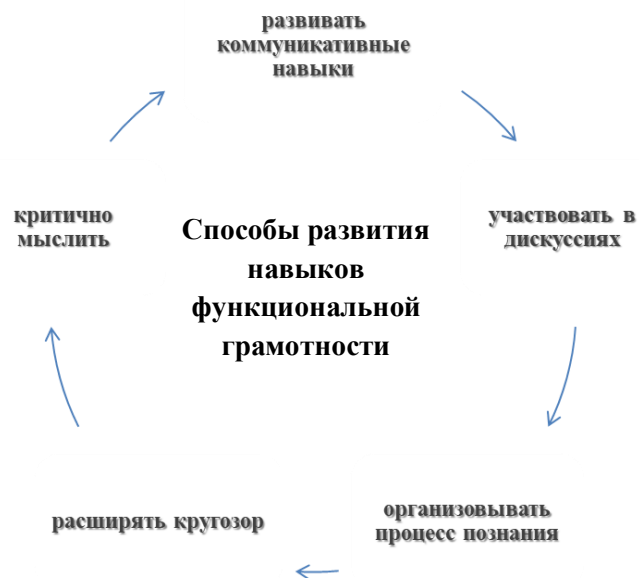 развивать
коммуникативные
навыки
участвовать в
дискуссиях
организовывать
процесс познания
расширять кругозор
критично
мыслить
Способы развития
навыков
функциональной
грамотности